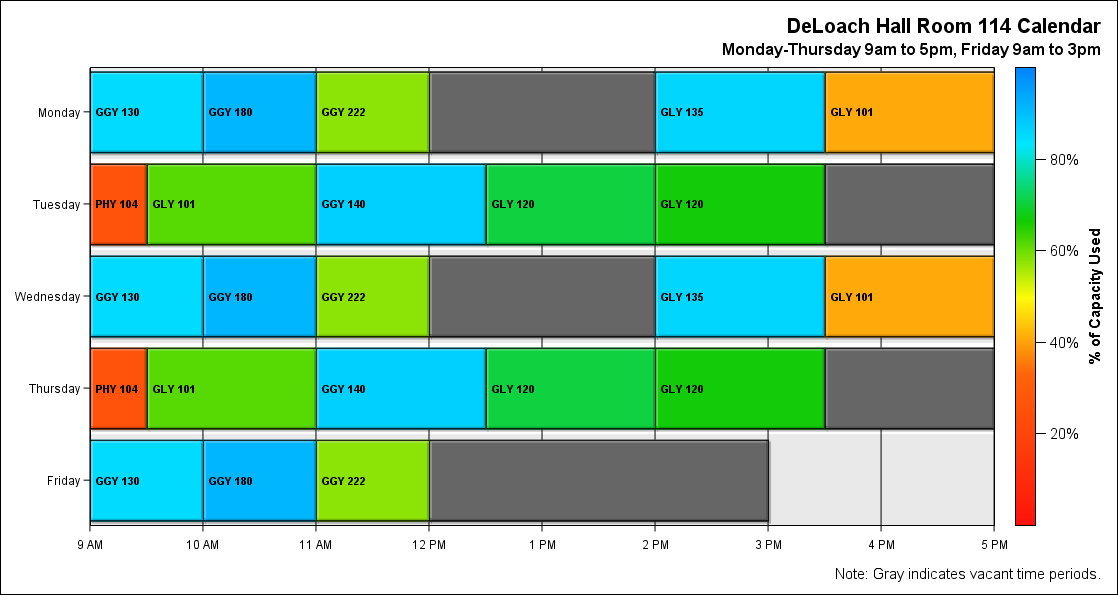 DeLoach Hall Room 114 Calendar
Monday-Thursday 9am to 5pm, Friday 9am to 3pm
Monday
GGY 130
GGY 180
GGY 222
GLY 135
GLY 101
Tuesday
PHY 104
GLY 101
GGY 140
GLY 120
GLY 120
Wednesday
GGY 130
GGY 180
GGY 222
GLY 135
GLY 101
Thursday
PHY 104
GLY 101
GGY 140
GLY 120
GLY 120
Friday
GGY 130
GGY 180
GGY 222
9 AM
10 AM
11 AM
12 PM
1 PM
2 PM
3 PM
4 PM
5 PM
80%
60%
40%
20%
% of Capacity Used
Note: Gray indicates vacant time periods.